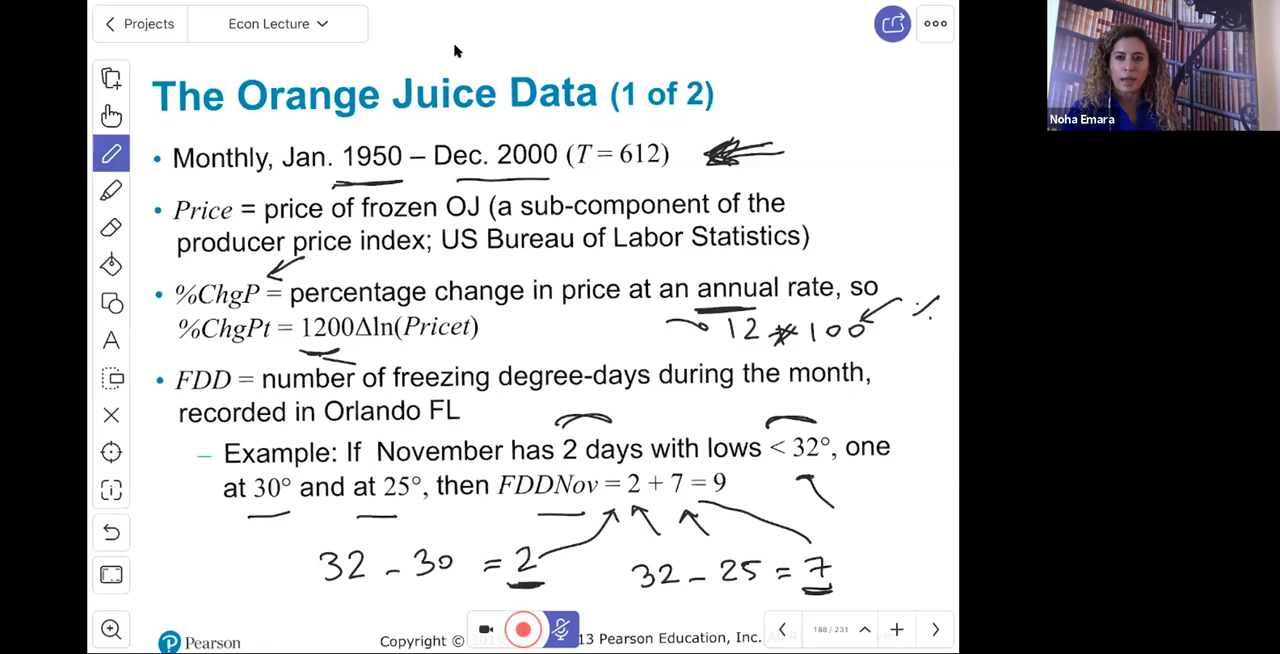 Projects
Econ Lecture
The Orange Juice Data (1 of 2)
• Monthly, Jan. 1950 – Dec. 2000 (T = 612)
• Price = price of frozen OJ (a sub-component of the
producer price index; US Bureau of Labor Statistics)
• %ChgP = percentage change in price at an annual rate, so
%ChgPt = 1200Δln(Pricet)
12 * 100
%
• FDD = number of freezing degree-days during the month,
recorded in Orlando FL
– Example: If November has 2 days with lows < 32°, one
at 30° and at 25°, then FDDNov = 2 + 7 = 9
32 - 30 = 2
32 - 25 = 7
Pearson
Copyright ©
13 Pearson Education, Inc.
188 / 231
Noha Emara